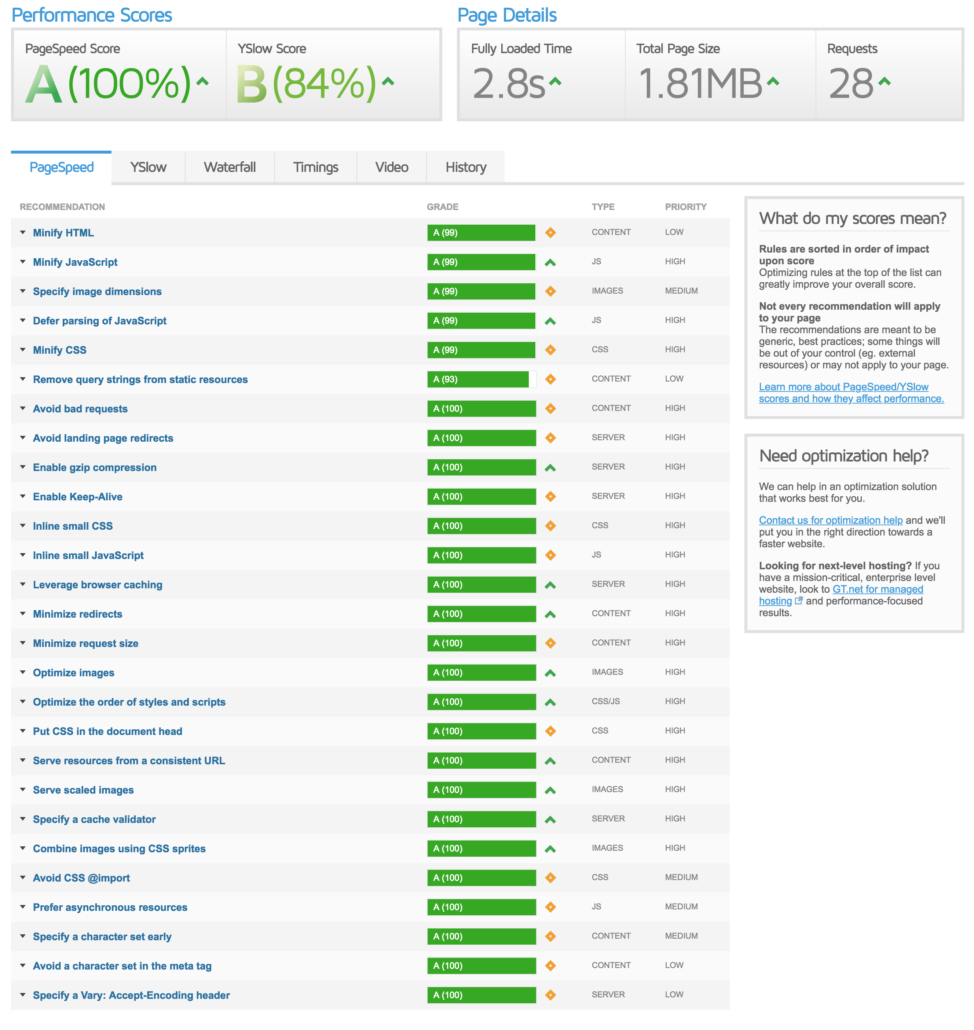 Performance Scores
Page Details
PageSpeed Score
YSlow Score
Fully Loaded Time
Total Page Size
Requests
A (100%)
B (84%)
2.8s
1.81MB
28
PageSpeed YSlow Waterfall Timings Video History
RECOMMENDATION GRADE TYPE PRIORITY
Minify HTML A (99) CONTENT LOW
Minify JavaScript A (99) JS HIGH
Specify image dimensions A (99) IMAGES MEDIUM
Defer parsing of JavaScript A (99) JS HIGH
Minify CSS A (99) CSS HIGH
Remove query strings from static resources A (93) CONTENT LOW
Avoid bad requests A (100) CONTENT HIGH
Avoid landing page redirects A (100) SERVER HIGH
Enable gzip compression A (100) SERVER HIGH
Enable Keep-Alive A (100) SERVER HIGH
Inline small CSS A (100) CSS HIGH
Inline small JavaScript A (100) JS HIGH
Leverage browser caching A (100) SERVER HIGH
Minimize redirects A (100) CONTENT HIGH
Minimize request size A (100) CONTENT HIGH
Optimize images A (100) IMAGES HIGH
Optimize the order of styles and scripts A (100) CSS/JS HIGH
Put CSS in the document head A (100) CSS HIGH
Serve resources from a consistent URL A (100) CONTENT HIGH
Serve scaled images A (100) IMAGES HIGH
Specify a cache validator A (100) SERVER HIGH
Combine images using CSS sprites A (100) IMAGES HIGH
Avoid CSS @import A (100) CSS MEDIUM
Prefer asynchronous resources A (100) JS MEDIUM
Specify a character set early A (100) CONTENT MEDIUM
Avoid a character set in the meta tag A (100) CONTENT LOW
Specify a Vary: Accept-Encoding header A (100) SERVER LOW
What do my scores mean?
Rules are sorted in order of impact
upon score
Optimizing rules at the top of the list can
greatly improve your overall score.
Not every recommendation will apply
to your page
The recommendations are meant to be
generic, best practices; some things will
be out of your control (eg. external
resources) or may not apply to your page.
Learn more about PageSpeed/YSlow
scores and how they affect performance.
Need optimization help?
We can help in an optimization solution
that works best for you.
Contact us for optimization help and we'll
put you in the right direction towards a
faster website.
Looking for next-level hosting? If you
have a mission-critical, enterprise level
website, look to GT.net for managed
hosting and performance-focused
results.